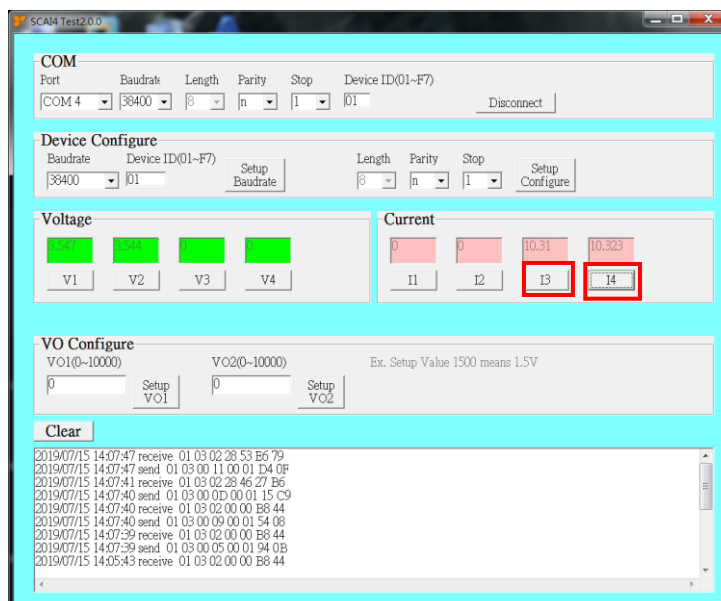 SCAI4 Test2.0.0
COM
Port Baudrate Length Parity Stop Device ID(01~F7)
COM 4 38400 8 n 1 01 Disconnect
Device Configure
Baudrate Device ID(01~F7) Setup Baudrate Length Parity Stop Setup Configure
38400 01 8 n 1
Voltage
3.547 3.544 0 0
V1 V2 V3 V4
Current
0 0 10.31 10.323
I1 I2 I3 I4
VO Configure
VO1(0~10000) VO2(0~10000) Ex. Setup Value 1500 means 1.5V
0 Setup VO1 0 Setup VO2
Clear
2019/07/15 14:07:47 receive 01 03 02 28 53 E6 79
2019/07/15 14:07:47 send 01 03 00 11 00 01 D4 0F
2019/07/15 14:07:41 receive 01 03 02 28 46 27 B6
2019/07/15 14:07:40 send 01 03 00 0D 00 01 15 C9
2019/07/15 14:07:40 receive 01 03 02 00 00 B8 44
2019/07/15 14:07:40 send 01 03 00 09 00 01 54 08
2019/07/15 14:07:39 receive 01 03 02 00 00 B8 44
2019/07/15 14:07:39 send 01 03 00 05 00 01 94 0B
2019/07/15 14:05:43 receive 01 03 02 00 00 B8 44